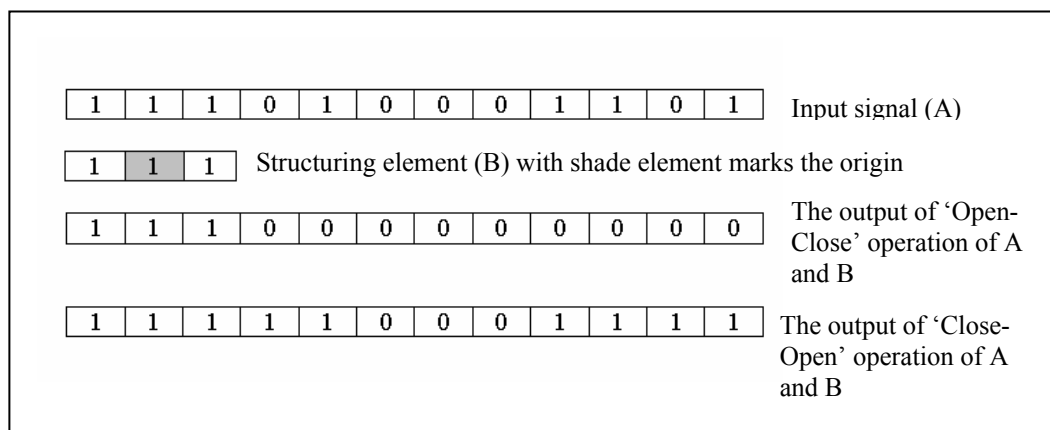 1 1 1 0 1 0 0 0 1 1 0 1 Input signal (A)
1 1 1 Structuring element (B) with shade element marks the origin
1 1 1 0 0 0 0 0 0 0 0 0
The output of ‘Open-
Close’ operation of A
and B
1 1 1 1 1 0 0 0 1 1 1 1
The output of ‘Close-
Open’ operation of A
and B